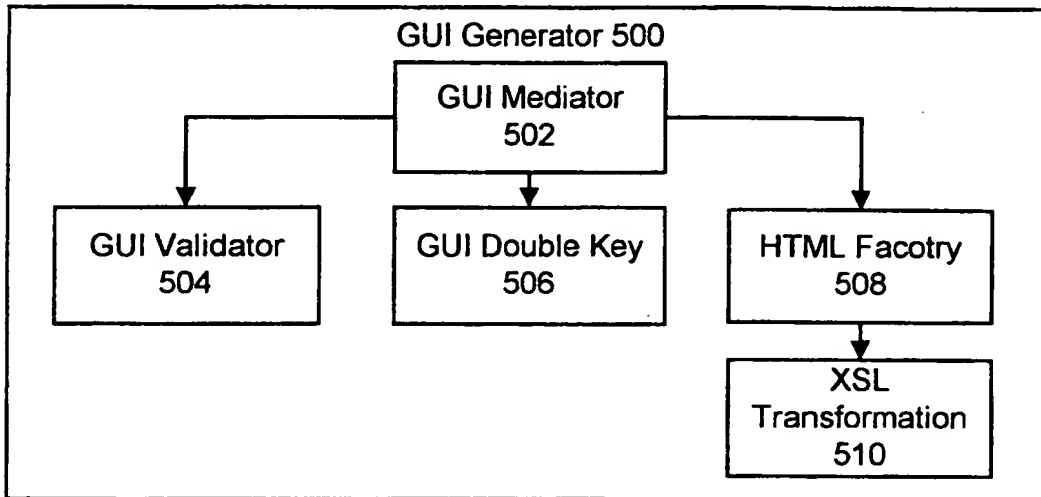 GUI Generator 500
GUI Mediator
502
GUI Validator
504
GUI Double Key
506
HTML Facotry
508
XSL
Transformation
510